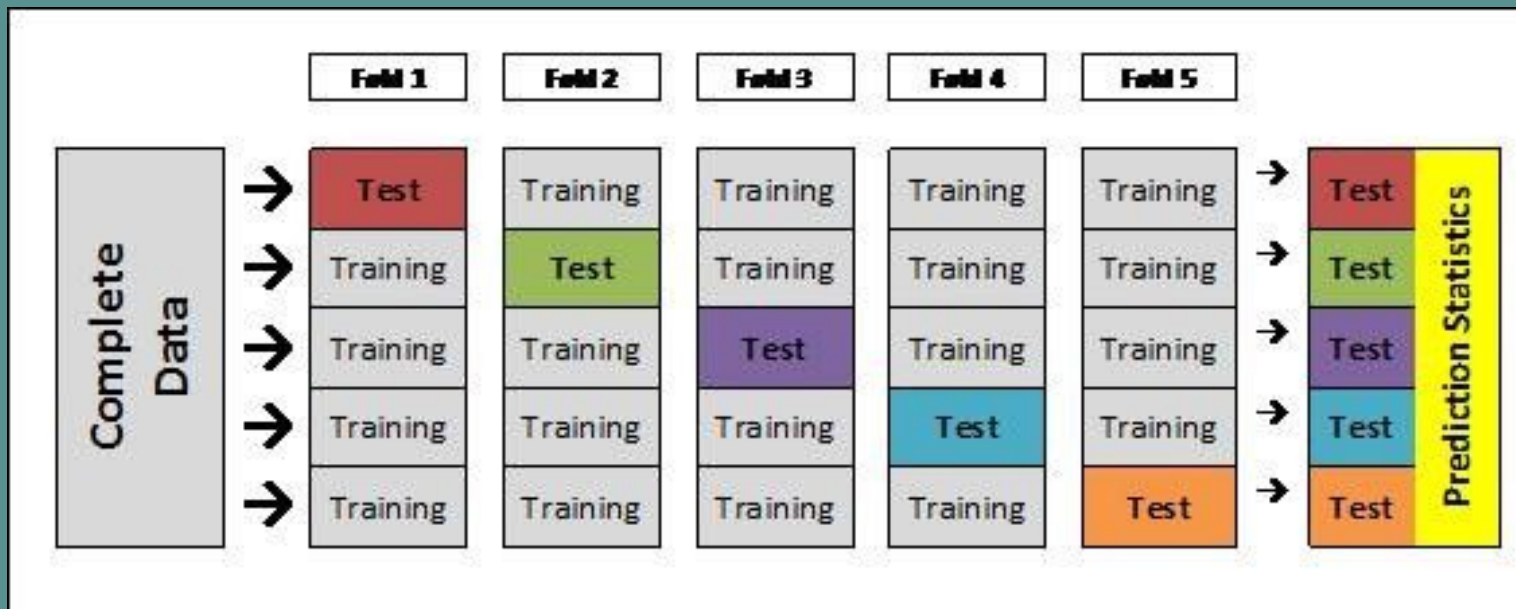 Fold 1 Fold 2 Fold 3 Fold 4 Fold 5
Complete
Data
Test Training Training Training Training Test
Training Test Training Training Training Test
Training Training Test Training Training Test
Training Training Training Test Training Test
Training Training Training Training Test Test
Prediction Statistics